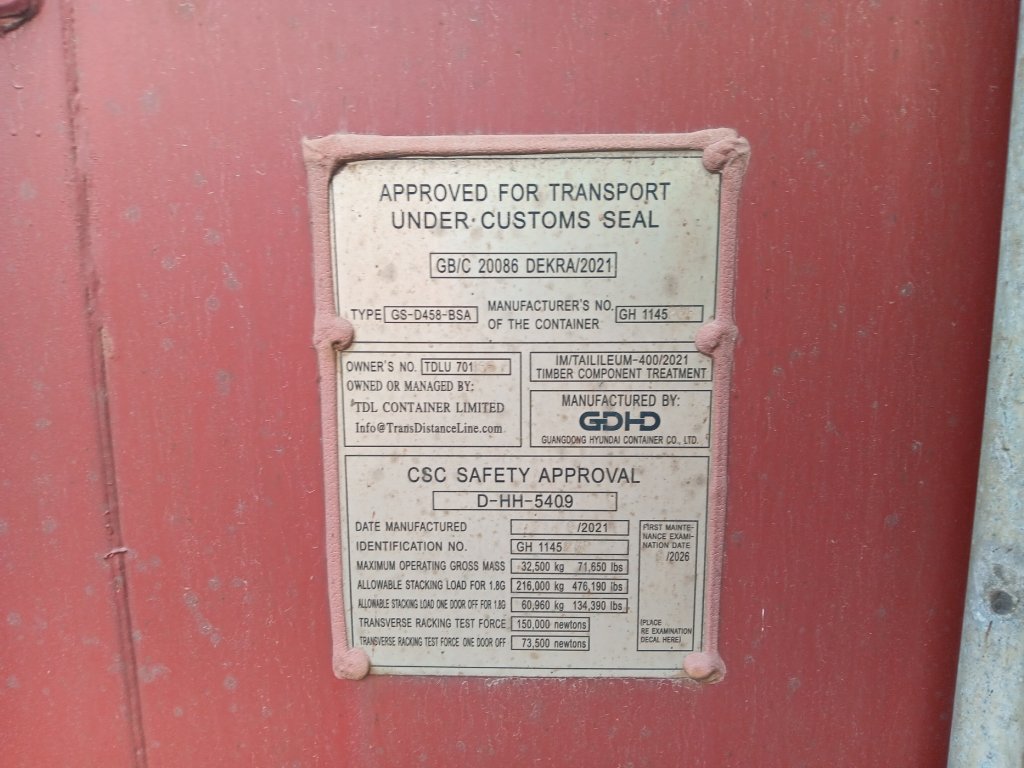 APPROVED FOR TRANSPORT
UNDER CUSTOMS SEAL
GB/C 20086 DEKRA/2021
TYPE GS-D458-BSA
MANUFACTURER'S NO.
OF THE CONTAINER
GH 1145
OWNER'S NO. TDLU 701
OWNED OR MANAGED BY:
TDL CONTAINER LIMITED
Info@TransDistanceLine.com
IM/TAILILEUM-400/2021
TIMBER COMPONENT TREATMENT
MANUFACTURED BY:
GDHD
GUANGDONG HYUNDAI CONTAINER CO., LTD.
CSC SAFETY APPROVAL
D-HH-5409
DATE MANUFACTURED /2021
IDENTIFICATION NO. GH 1145
MAXIMUM OPERATING GROSS MASS 32,500 kg 71,650 lbs
ALLOWABLE STACKING LOAD FOR 1.8G 216,000 kg 476,190 lbs
ALLOWABLE STACKING LOAD ONE DOOR OFF FOR 1.8G 60,960 kg 134,390 lbs
TRANSVERSE RACKING TEST FORCE 150,000 newtons
TRANSVERSE RACKING TEST FORCE ONE DOOR OFF 73,500 newtons
FIRST MAINTE-
NANCE EXAMI-
NATION DATE
/2026
(PLACE
RE EXAMINATION
DECAL HERE)